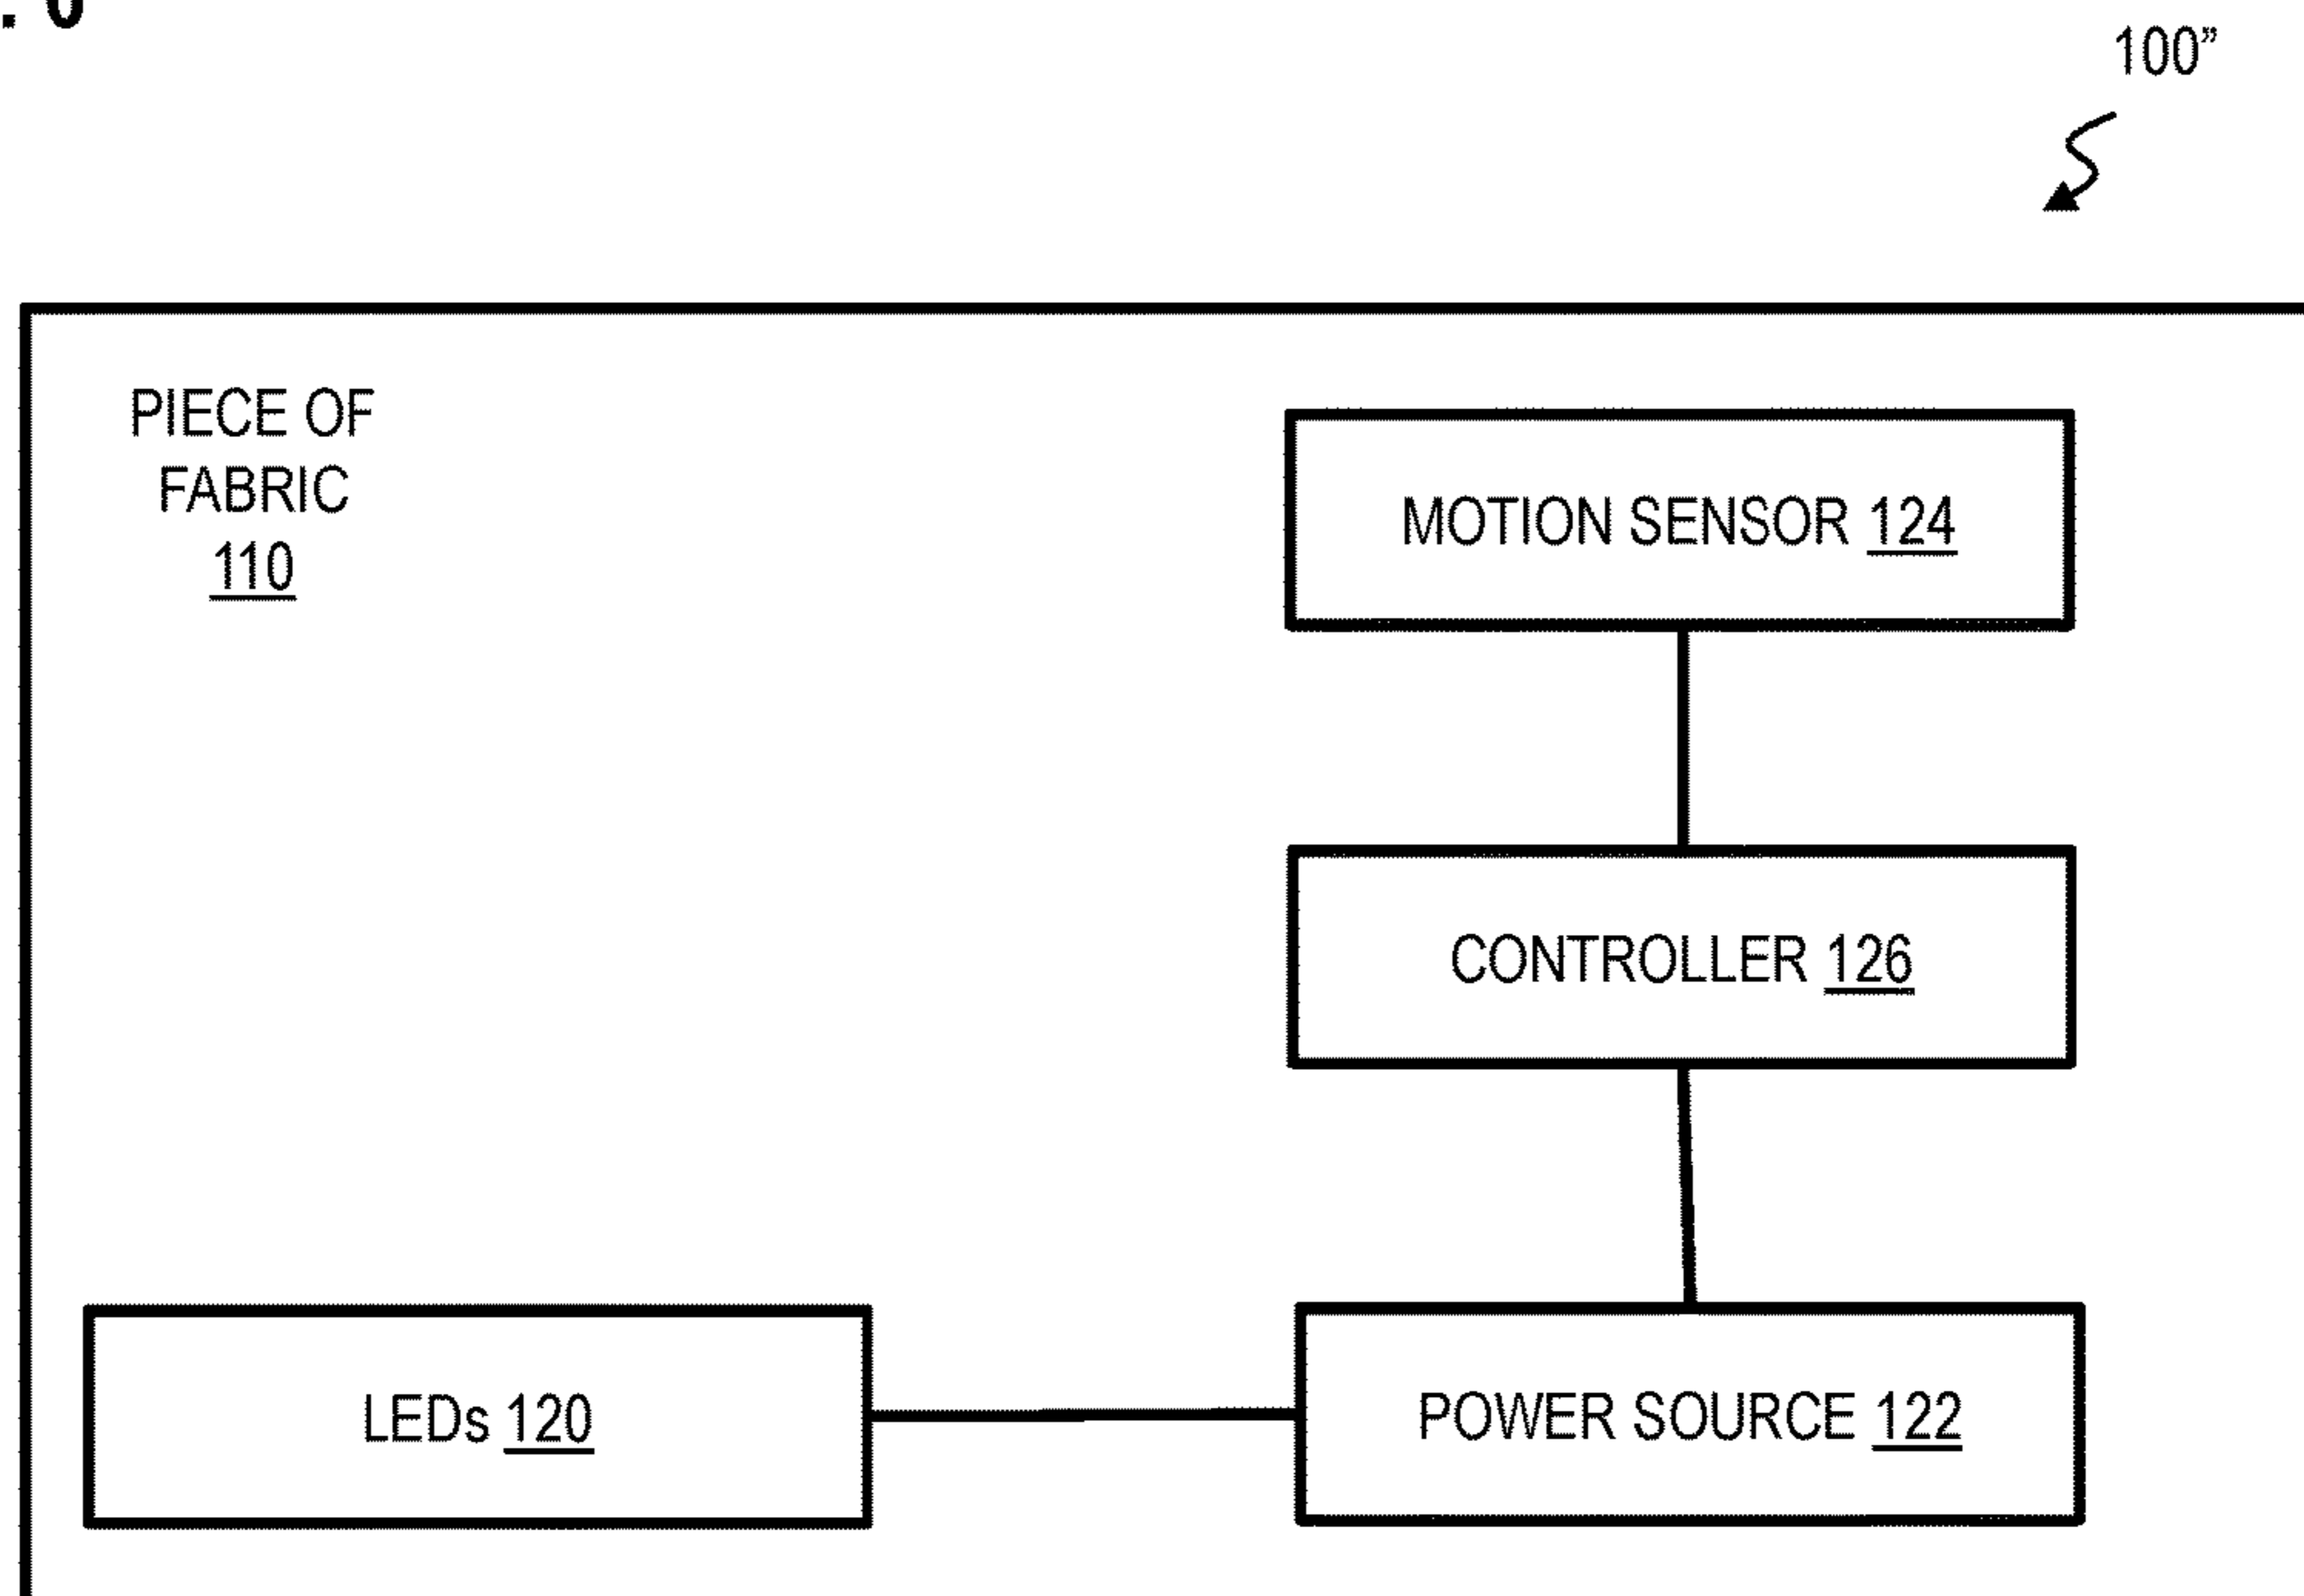 100”
PIECE OF
FABRIC
110
MOTION SENSOR 124
CONTROLLER 126
LEDs 120
POWER SOURCE 122